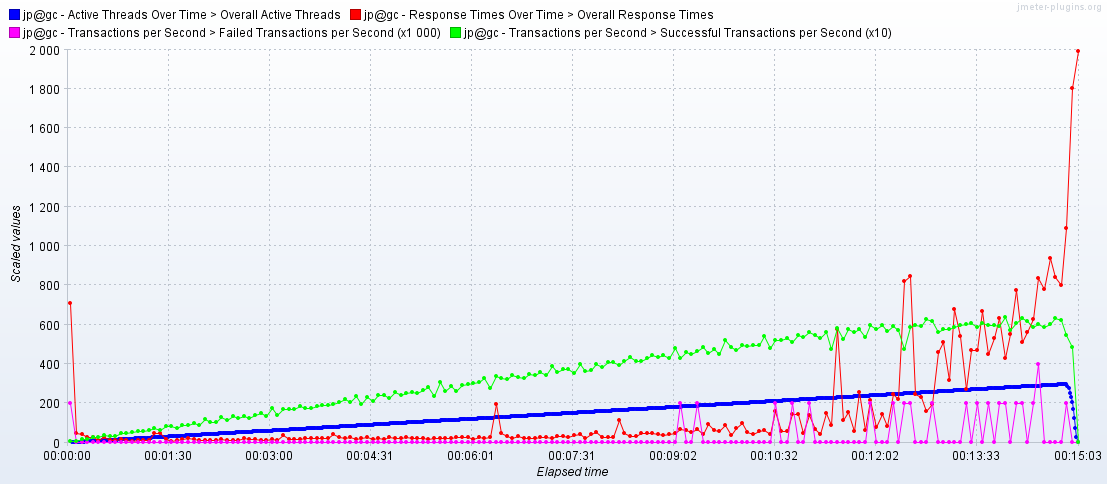 jmeter-plugins.org
jp@gc - Active Threads Over Time > Overall Active Threads jp@gc - Response Times Over Time > Overall Response Times
jp@gc - Transactions per Second > Failed Transactions per Second (x1 000) jp@gc - Transactions per Second > Successful Transactions per Second (x10)
2 000
1 800
1 600
1 400
1 200
1 000
800
600
400
200
0
Scaled values
00:00:00 00:01:30 00:03:00 00:04:31 00:06:01 00:07:31 00:09:02 00:10:32 00:12:02 00:13:33 00:15:03
Elapsed time